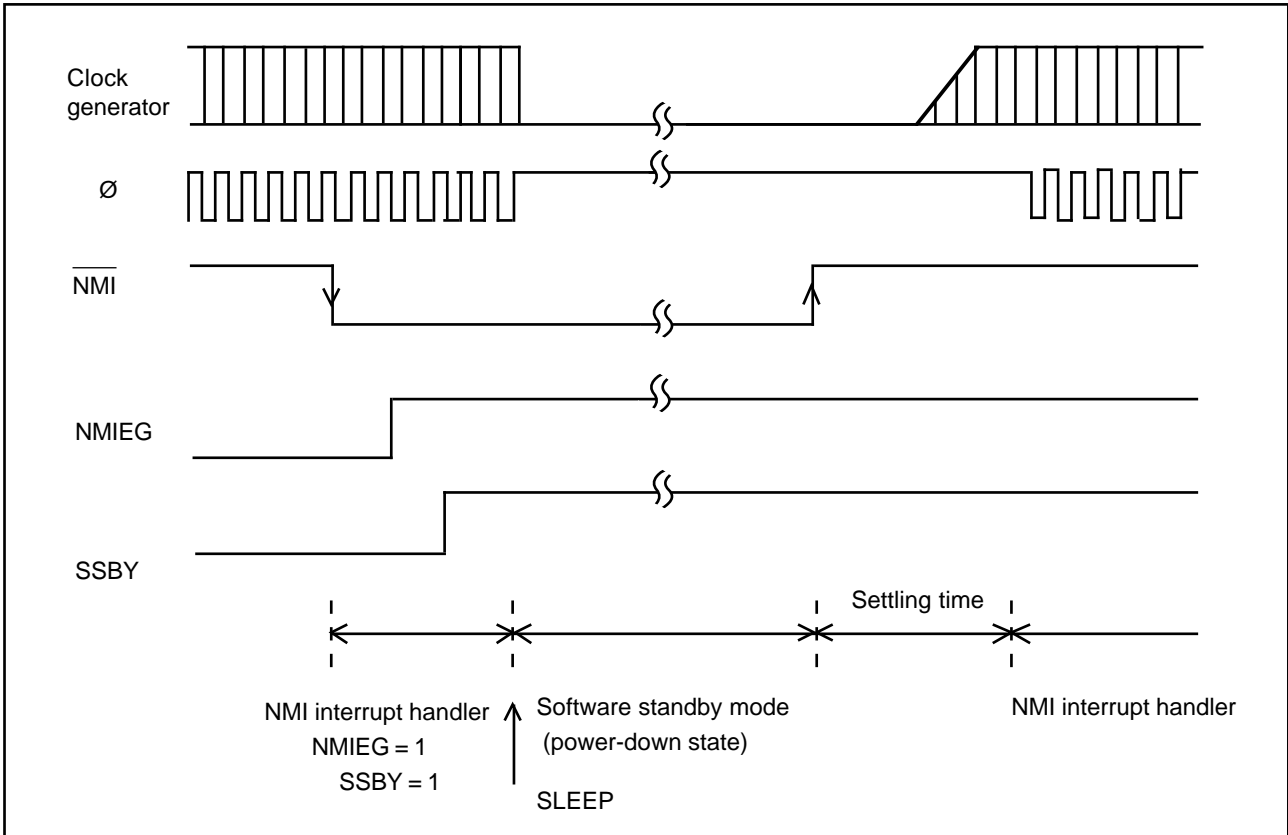 Clock
generator
Ø
NMI
NMIEG
SSBY
Settling time
NMI interrupt handler
NMIEG = 1
SSBY = 1
Software standby mode
(power-down state)
SLEEP
NMI interrupt handler